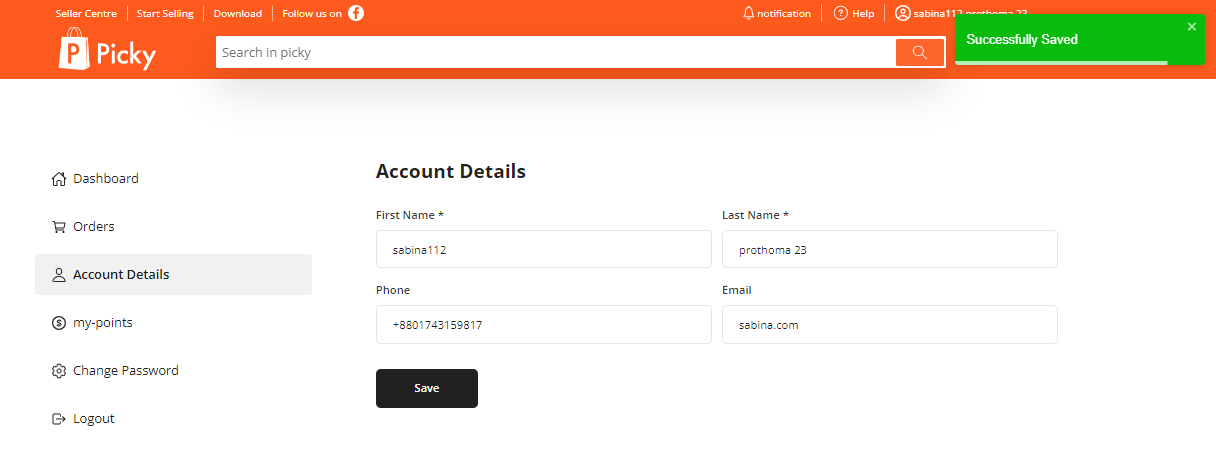 Seller Centre Start Selling Download Follow us on
notification Help sabina112 prothoma 23
Successfully Saved
P Picky
Search in picky
Dashboard
Orders
Account Details
my-points
Change Password
Logout
Account Details
First Name * Last Name *
sabina112 prothoma 23
Phone Email
+8801743159817 sabina.com
Save